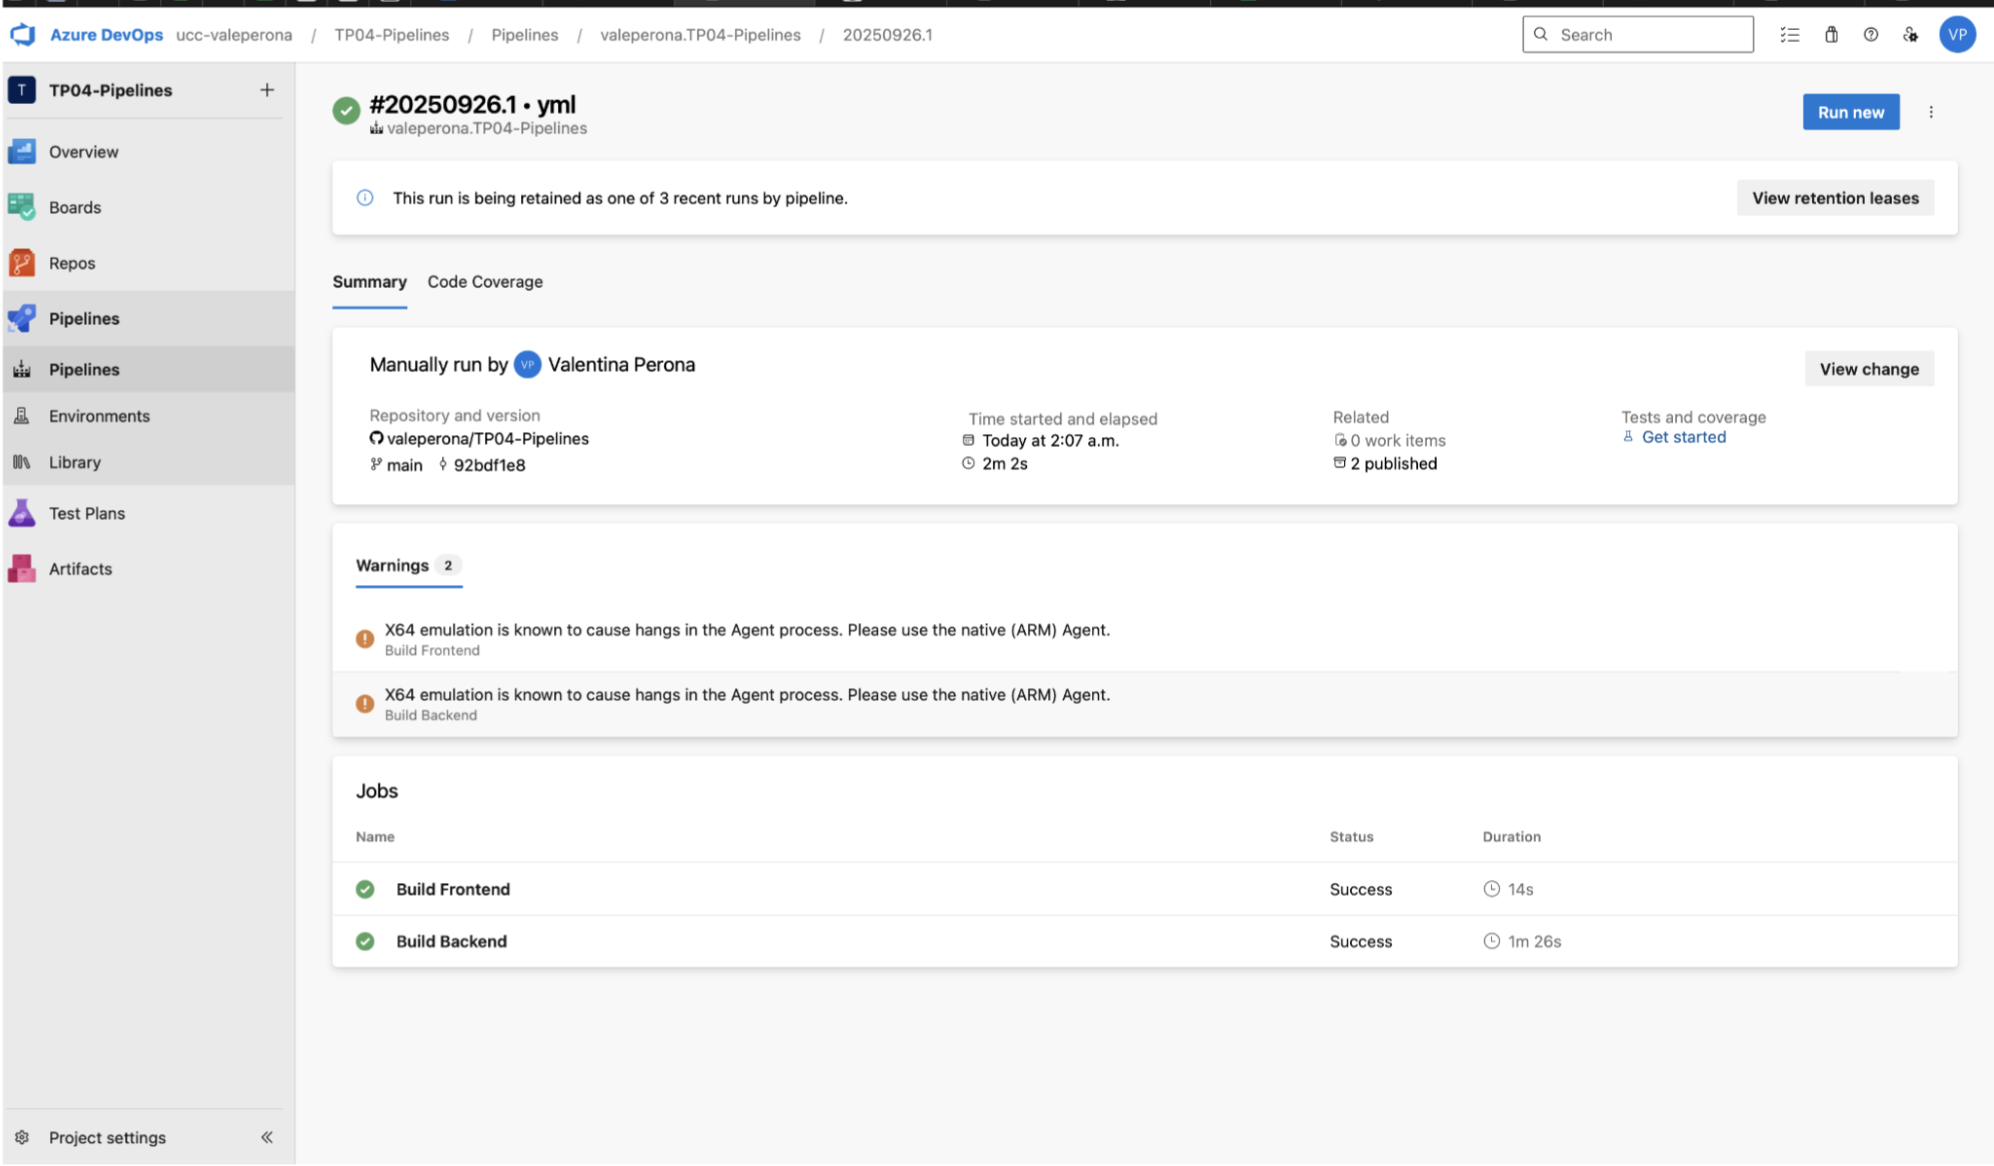 Azure DevOps ucc-valeperona / TP04-Pipelines / Pipelines / valeperona.TP04-Pipelines / 20250926.1
Search
VP
T TP04-Pipelines +
Overview
Boards
Repos
Pipelines
Pipelines
Environments
Library
Test Plans
Artifacts
Project settings
#20250926.1 • yml
valeperona.TP04-Pipelines
Run new
This run is being retained as one of 3 recent runs by pipeline.
View retention leases
Summary Code Coverage
Manually run by VP Valentina Perona
View change
Repository and version
valeperona/TP04-Pipelines
main 92bdf1e8
Time started and elapsed
Today at 2:07 a.m.
2m 2s
Related
0 work items
2 published
Tests and coverage
Get started
Warnings 2
X64 emulation is known to cause hangs in the Agent process. Please use the native (ARM) Agent.
Build Frontend
X64 emulation is known to cause hangs in the Agent process. Please use the native (ARM) Agent.
Build Backend
Jobs
Name Status Duration
Build Frontend Success 14s
Build Backend Success 1m 26s